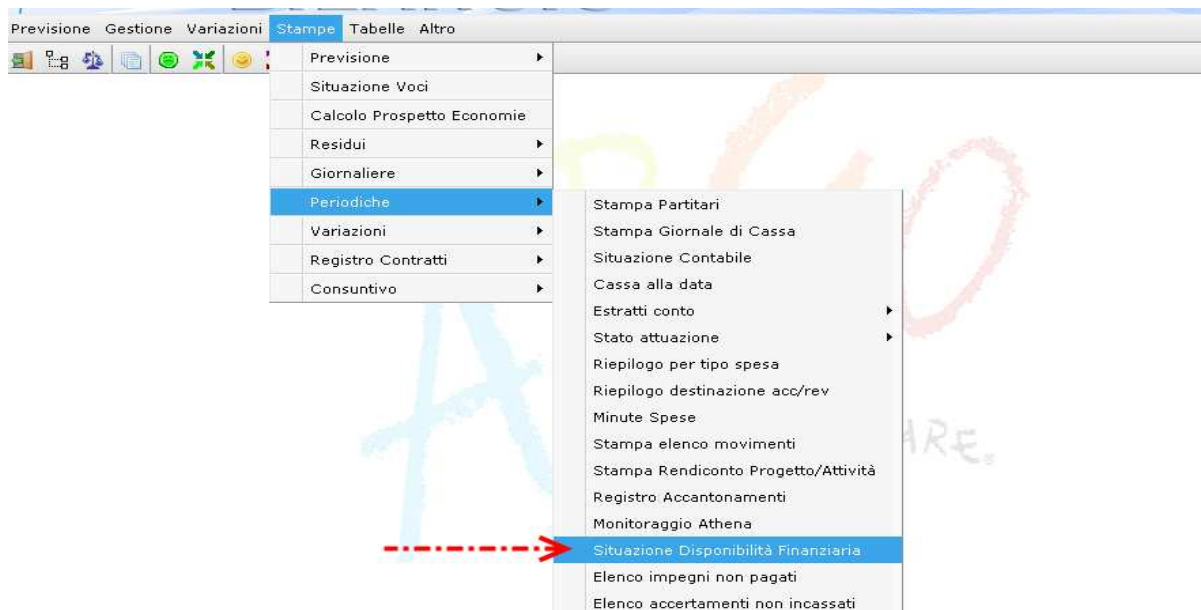 Previsione Gestione Variazioni Stampe Tabelle Altro
Previsione
Situazione Voci
Calcolo Prospetto Economie
Residui
Giornaliere
Periodiche
Variazioni
Registro Contratti
Consuntivo
Stampa Partitari
Stampa Giornale di Cassa
Situazione Contabile
Cassa alla data
Estratti conto
Stato attuazione
Riepilogo per tipo spesa
Riepilogo destinazione acc/rev
Minute Spese
Stampa elenco movimenti
Stampa Rendiconto Progetto/Attività
Registro Accantonamenti
Monitoraggio Athena
Situazione Disponibilità Finanziaria
Elenco impegni non pagati
Elenco accertamenti non incassati